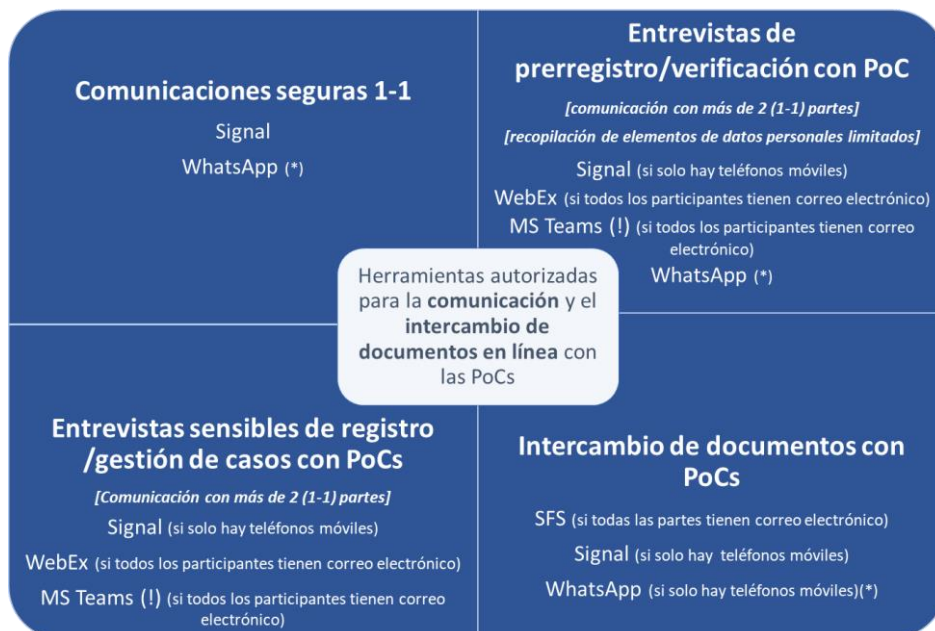 Comunicaciones seguras 1-1
Signal
WhatsApp (*)
Entrevistas de
prerregistro/verificación con PoC
[comunicación con más de 2 (1-1) partes]
[recopilación de elementos de datos personales limitados]
Signal (si solo hay teléfonos móviles)
WebEx (si todos los participantes tienen correo electrónico)
MS Teams (!) (si todos los participantes tienen correo
electrónico)
WhatsApp (*)
Herramientas autorizadas
para la comunicación y el
intercambio de
documentos en línea con
las PoCs
Entrevistas sensibles de registro
/gestión de casos con PoCs
[Comunicación con más de 2 (1-1) partes]
Signal (si solo hay teléfonos móviles)
WebEx (si todos los participantes tienen correo electrónico)
MS Teams (!) (si todos los participantes tienen correo
electrónico)
Intercambio de documentos con
PoCs
SFS (si todas las partes tienen correo electrónico)
Signal (si solo hay teléfonos móviles)
WhatsApp (si solo hay teléfonos móviles)(*)